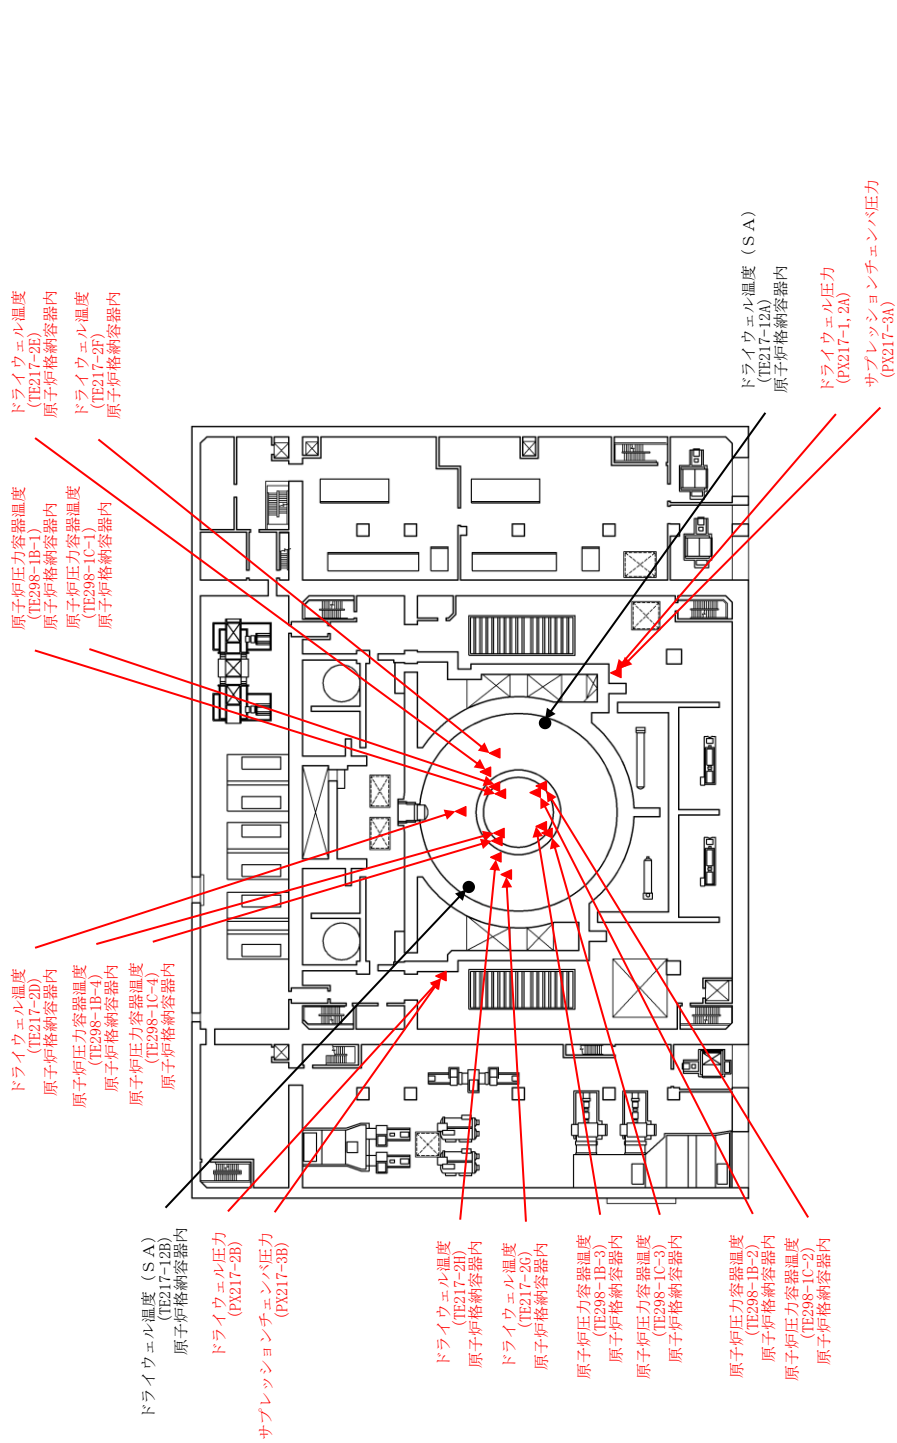 ドライウェル温度
(TE217-2E)
原子炉格納容器内
ドライウェル温度
(TE217-2F)
原子炉格納容器内
原子炉圧力容器温度
(TE298-1B-1)
原子炉格納容器内
原子炉圧力容器温度
(TE298-1C-1)
原子炉格納容器内
ドライウェル温度（ＳＡ）
(TE217-12A)
原子炉格納容器内
ドライウェル圧力
(PX217-1,2A)
サプレッションチェンバ圧力
(PX217-3A)
ドライウェル温度
(TE217-2D)
原子炉格納容器内
原子炉圧力容器温度
(TE298-1B-4)
原子炉格納容器内
原子炉圧力容器温度
(TE298-1C-4)
原子炉格納容器内
ドライウェル温度（ＳＡ）
(TE217-12B)
原子炉格納容器内
ドライウェル圧力
(PX217-2B)
サプレッションチェンバ圧力
(PX217-3B)
ドライウェル温度
(TE217-2H)
原子炉格納容器内
ドライウェル温度
(TE217-2G)
原子炉格納容器内
原子炉圧力容器温度
(TE298-1B-3)
原子炉格納容器内
原子炉圧力容器温度
(TE298-1C-3)
原子炉格納容器内
原子炉圧力容器温度
(TE298-1B-2)
原子炉格納容器内
原子炉圧力容器温度
(TE298-1C-2)
原子炉格納容器内